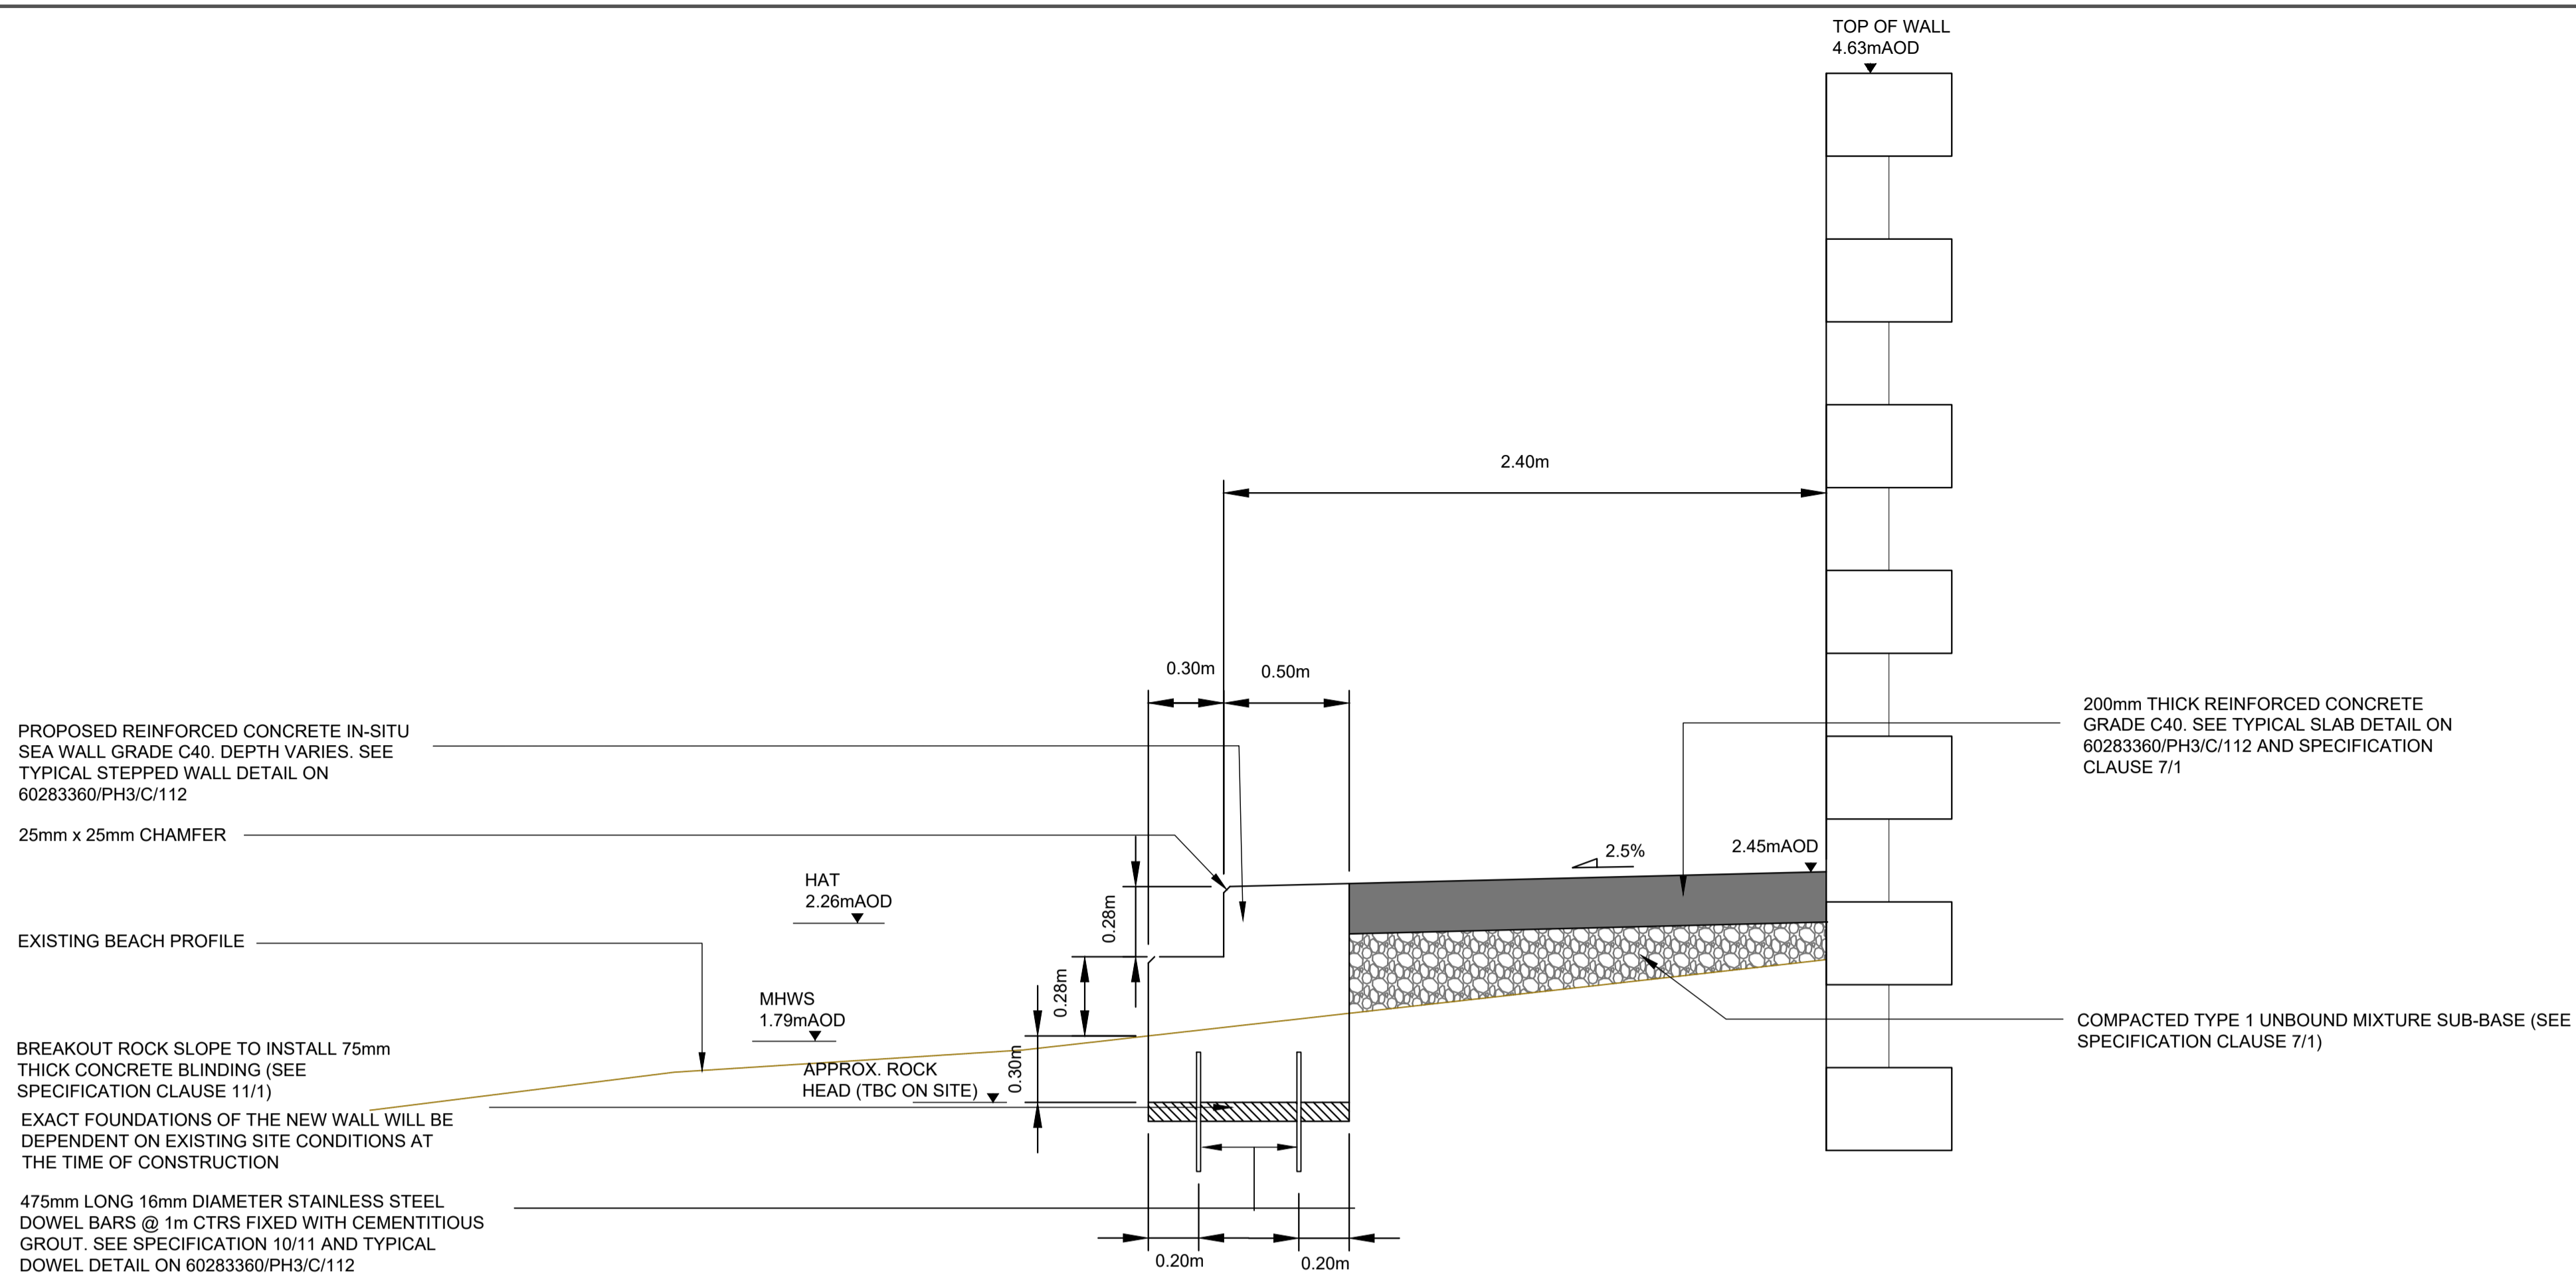 TOP OF WALL
4.63mAOD
2.40m
0.30m
0.50m
PROPOSED REINFORCED CONCRETE IN-SITU
SEA WALL GRADE C40. DEPTH VARIES. SEE
TYPICAL STEPPED WALL DETAIL ON
60283360/PH3/C/112
200mm THICK REINFORCED CONCRETE
GRADE C40. SEE TYPICAL SLAB DETAIL ON
60283360/PH3/C/112 AND SPECIFICATION
CLAUSE 7/1
25mm x 25mm CHAMFER
2.5%
2.45mAOD
HAT
2.26mAOD
0.28m
EXISTING BEACH PROFILE
0.28m
MHWS
1.79mAOD
COMPACTED TYPE 1 UNBOUND MIXTURE SUB-BASE (SEE
SPECIFICATION CLAUSE 7/1)
BREAKOUT ROCK SLOPE TO INSTALL 75mm
THICK CONCRETE BLINDING (SEE
SPECIFICATION CLAUSE 11/1)
APPROX. ROCK
HEAD (TBC ON SITE)
0.30m
EXACT FOUNDATIONS OF THE NEW WALL WILL BE
DEPENDENT ON EXISTING SITE CONDITIONS AT
THE TIME OF CONSTRUCTION
475mm LONG 16mm DIAMETER STAINLESS STEEL
DOWEL BARS @ 1m CTRS FIXED WITH CEMENTITIOUS
GROUT. SEE SPECIFICATION 10/11 AND TYPICAL
DOWEL DETAIL ON 60283360/PH3/C/112
0.20m
0.20m